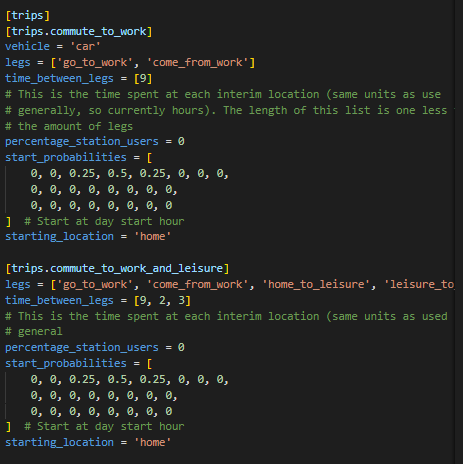 [trips]
[trips.commute_to_work]
vehicle = 'car'
legs = ['go_to_work', 'come_from_work']
time_between_legs = [9]
# This is the time spent at each interim location (same units as use
# generally, so currently hours). The length of this list is one less
# the amount of legs
percentage_station_users = 0
start_probabilities = [
    0, 0, 0.25, 0.5, 0.25, 0, 0, 0,
    0, 0, 0, 0, 0, 0, 0, 0,
    0, 0, 0, 0, 0, 0, 0, 0
]  # Start at day start hour
starting_location = 'home'

[trips.commute_to_work_and_leisure]
legs = ['go_to_work', 'come_from_work', 'home_to_leisure', 'leisure_to
time_between_legs = [9, 2, 3]
# This is the time spent at each interim location (same units as used
# general
percentage_station_users = 0
start_probabilities = [
    0, 0, 0.25, 0.5, 0.25, 0, 0, 0,
    0, 0, 0, 0, 0, 0, 0, 0,
    0, 0, 0, 0, 0, 0, 0, 0
]  # Start at day start hour
starting_location = 'home'